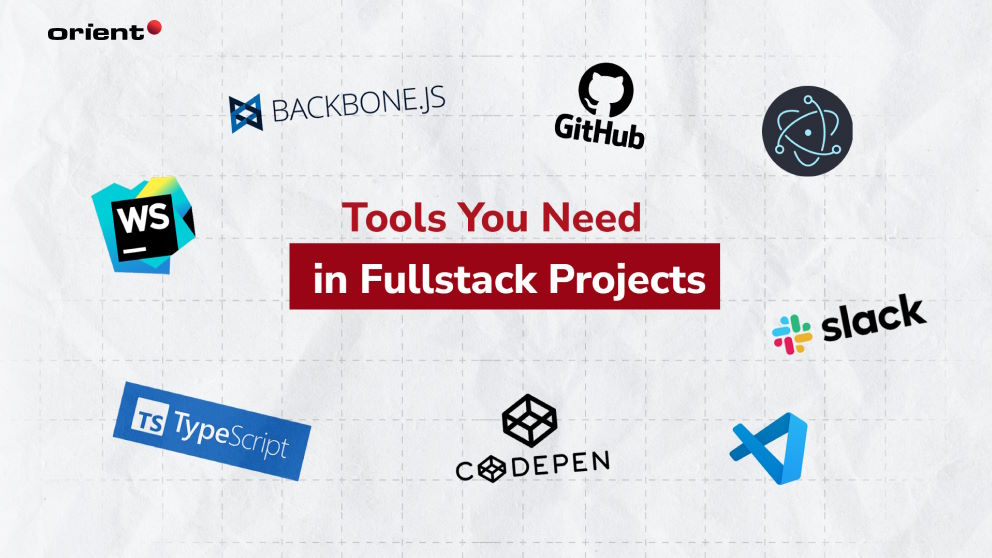 orient
BACKBONE.JS
GitHub
WS
Tools You Need
in Fullstack Projects
slack
TS TypeScript
CODEPEN